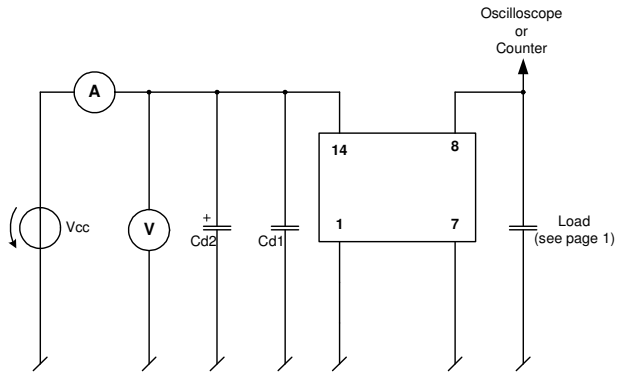 Oscilloscope
or
Counter
A
14
8
Vcc
V
+
Cd2
Cd1
1
7
Load
(see page 1)